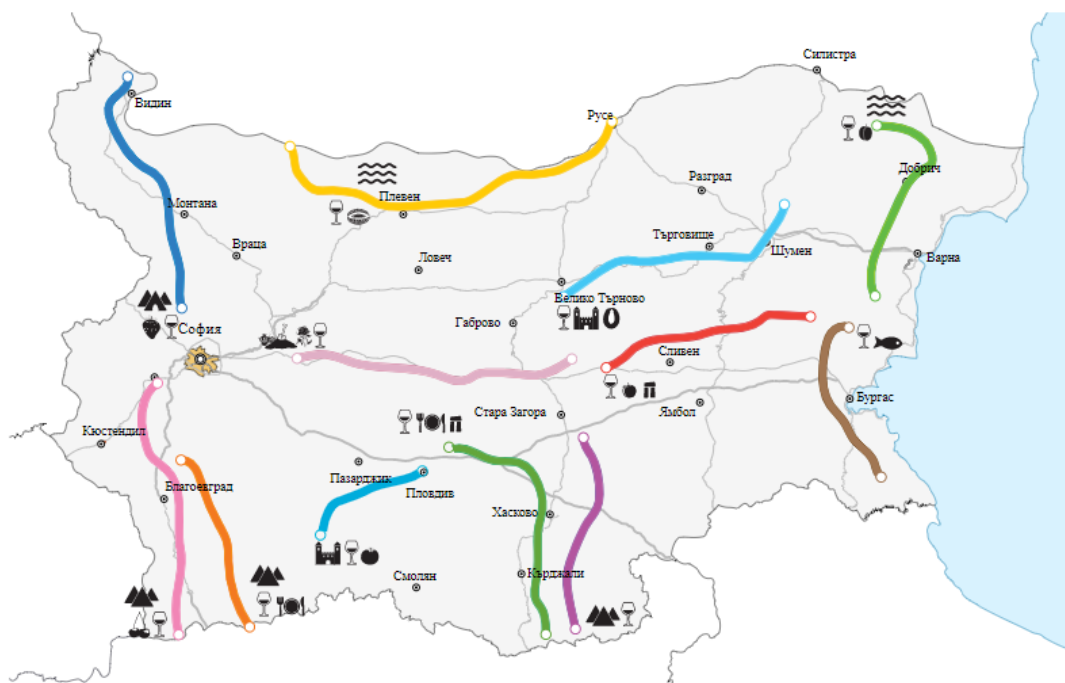 Силистра
Видин
Русе
Добрич
Разград
Плевен
Монтана
Търговище
Шумен
Враца
Варна
Ловеч
Велико Търново
Габрово
София
Сливен
Бургас
Стара Загора
Ямбол
Кюстендил
Пазарджик
Пловдив
Благоевград
Хасково
Смолян
Кърджали